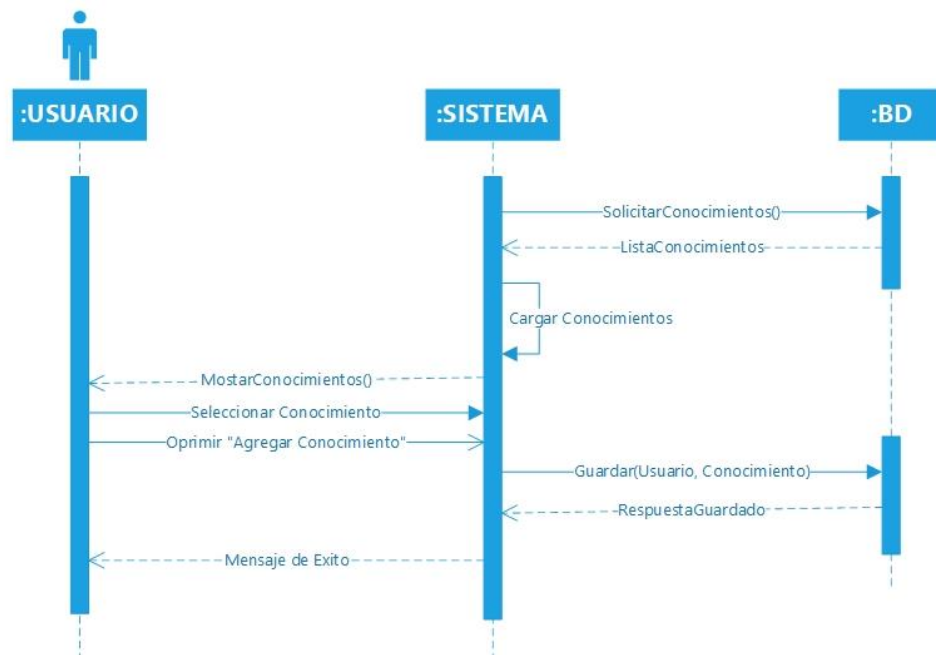 :USUARIO
:SISTEMA
:BD
SolicitarConocimientos()
ListaConocimientos
Cargar Conocimientos
MostarConocimientos()
Seleccionar Conocimiento
Oprimir "Agregar Conocimiento"
Guardar(Usuario, Conocimiento)
RespuestaGuardado
Mensaje de Exito